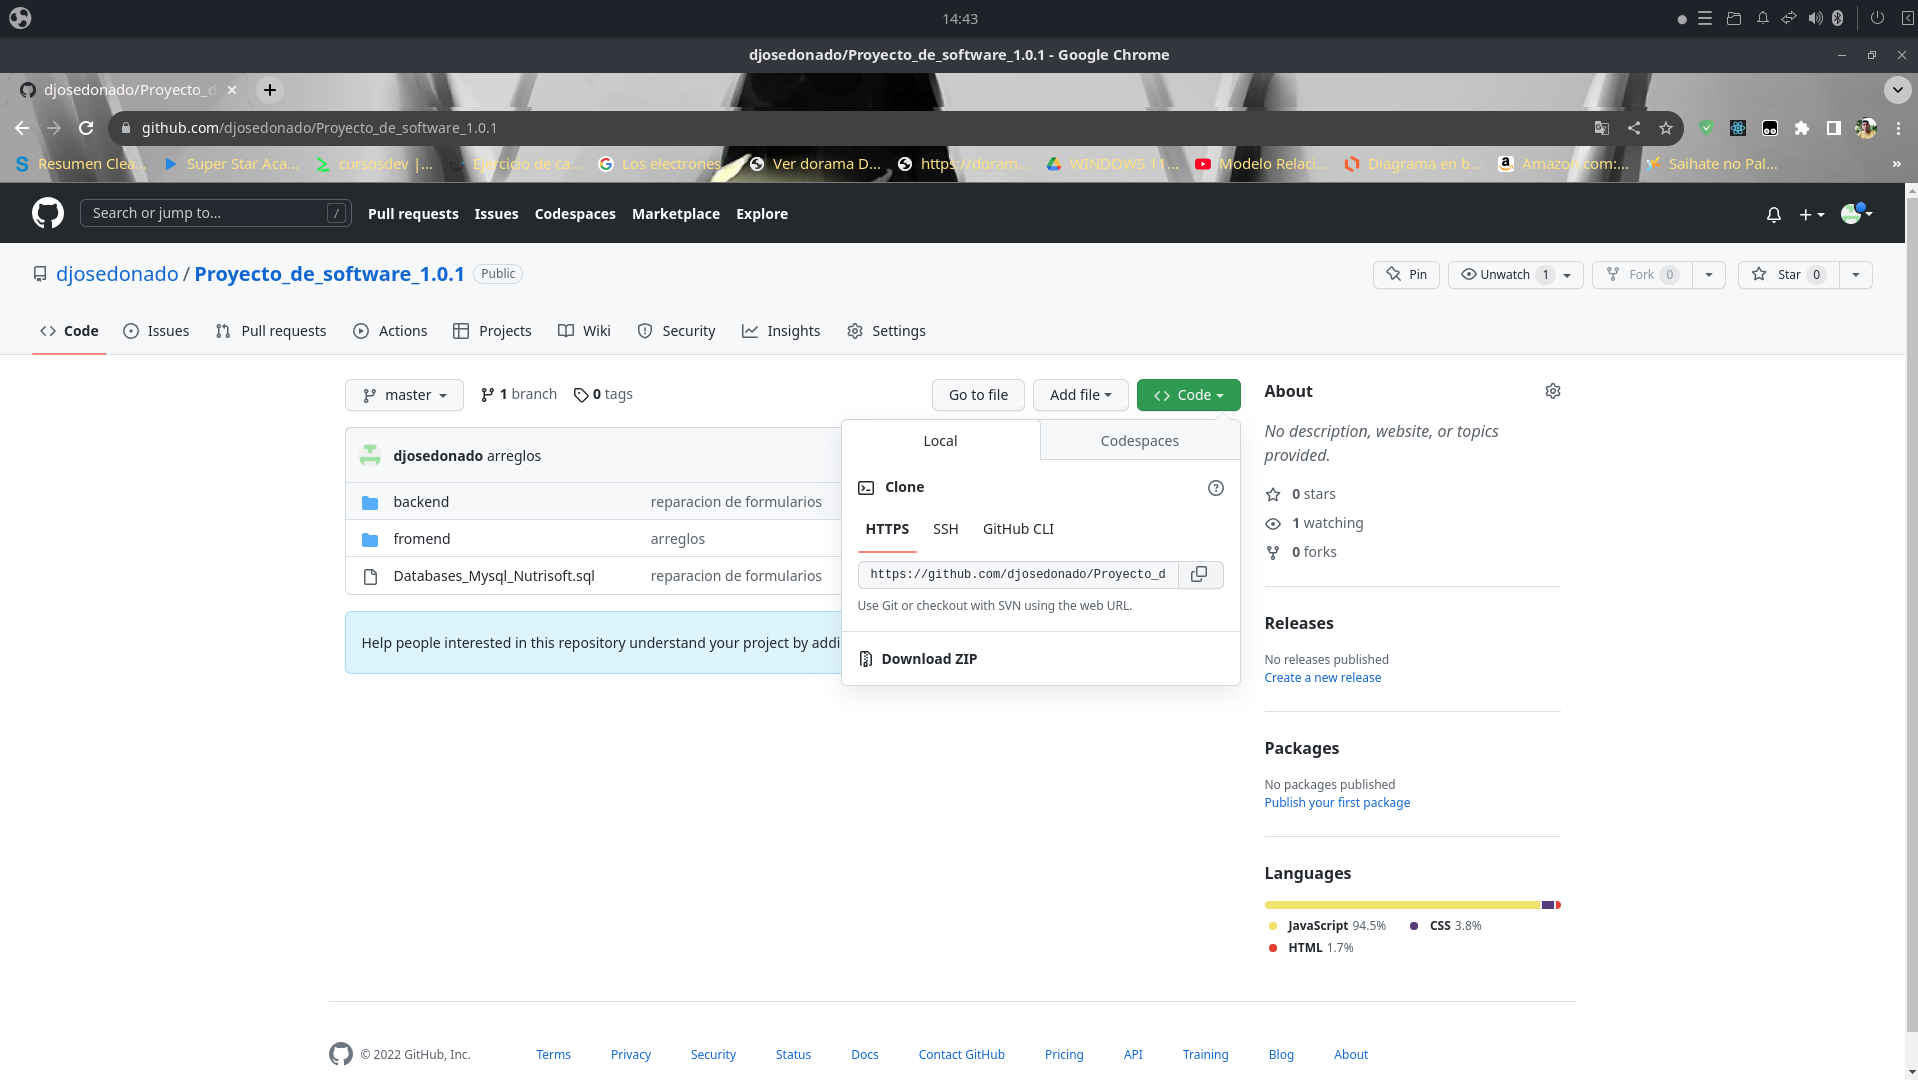 14:43
djosedonado/Proyecto_de_software_1.0.1 - Google Chrome
djosedonado/Proyecto_d
github.com/djosedonado/Proyecto_de_software_1.0.1
Resumen Clea... Super Star Aca... cursosdev |... Ejercicio de ca... Los electrones... Ver dorama D... https://doram... WINDOWS 11... Modelo Relaci... Diagrama en b... Amazon.com:... Saihate no Pal... »
Search or jump to... / Pull requests Issues Codespaces Marketplace Explore
djosedonado / Proyecto_de_software_1.0.1 Public Pin Unwatch 1 Fork 0 Star 0
Code Issues Pull requests Actions Projects Wiki Security Insights Settings
master 1 branch 0 tags Go to file Add file Code
djosedonado arreglos
backend reparacion de formularios
fromend arreglos
Databases_Mysql_Nutrisoft.sql reparacion de formularios
Help people interested in this repository understand your project by addi
Local Codespaces
Clone
HTTPS SSH GitHub CLI
https://github.com/djosedonado/Proyecto_d
Use Git or checkout with SVN using the web URL.
Download ZIP
About
No description, website, or topics
provided.
0 stars
1 watching
0 forks
Releases
No releases published
Create a new release
Packages
No packages published
Publish your first package
Languages
JavaScript 94.5% CSS 3.8%
HTML 1.7%
© 2022 GitHub, Inc. Terms Privacy Security Status Docs Contact GitHub Pricing API Training Blog About